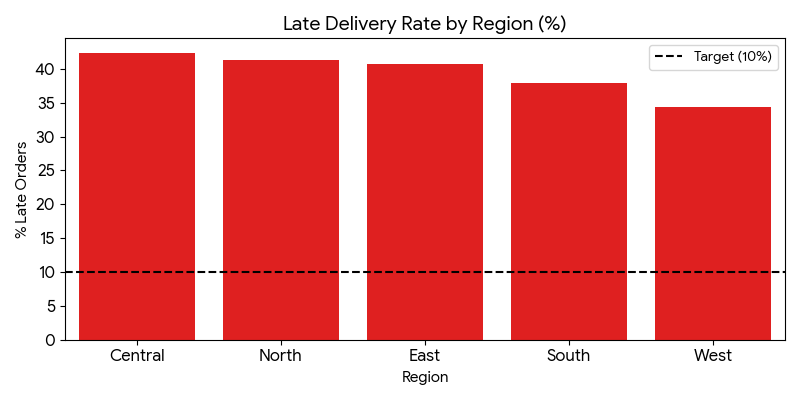 Late Delivery Rate by Region (%)
Target (10%)
% Late Orders
40
35
30
25
20
15
10
5
0
Central North East South West
Region